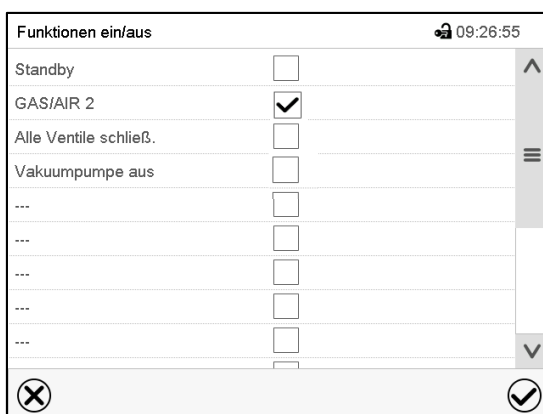 Funktionen ein/aus 09:26:55
Standby
GAS/AIR 2
Alle Ventile schließ.
Vakuumpumpe aus
---
---
---
---
---